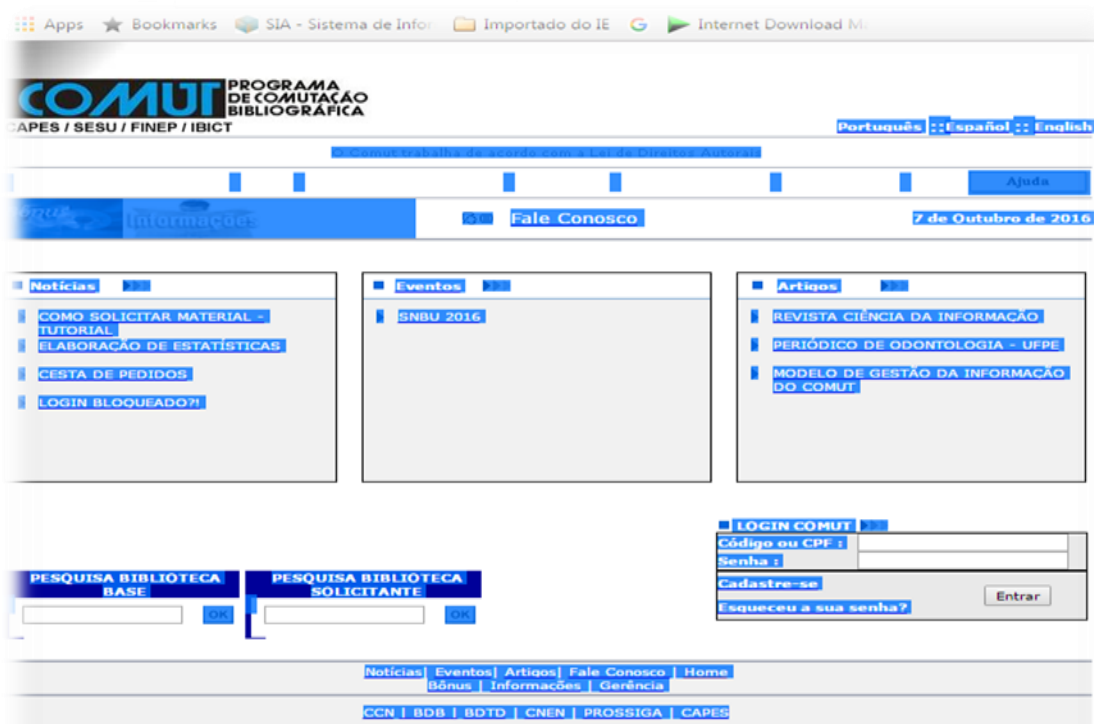 Apps Bookmarks SIA - Sistema de Infor Importado do IE G Internet Download M
COMUT PROGRAMA
DE COMUTAÇÃO
BIBLIOGRÁFICA
CAPES / SESU / FINEP / IBICT
Português :: Español :: English
O Comut trabalha de acordo com a Lei de Direitos Autorais
Ajuda
Bônus Informações Fale Conosco 7 de Outubro de 2016
Notícias
COMO SOLICITAR MATERIAL -
TUTORIAL
ELABORAÇÃO DE ESTATÍSTICAS
CESTA DE PEDIDOS
LOGIN BLOQUEADO?!
Eventos
SNBU 2016
Artigos
REVISTA CIÊNCIA DA INFORMAÇÃO
PERIÓDICO DE ODONTOLOGIA - UFPE
MODELO DE GESTÃO DA INFORMAÇÃO
DO COMUT
LOGIN COMUT
Código ou CPF :
Senha :
Cadastre-se
Entrar
Esqueceu a sua senha?
PESQUISA BIBLIOTECA
BASE
OK
PESQUISA BIBLIOTECA
SOLICITANTE
OK
Notícias| Eventos| Artigos| Fale Conosco | Home
Bônus | Informações | Gerência
CCN | BDB | BDTD | CNEN | PROSSIGA | CAPES